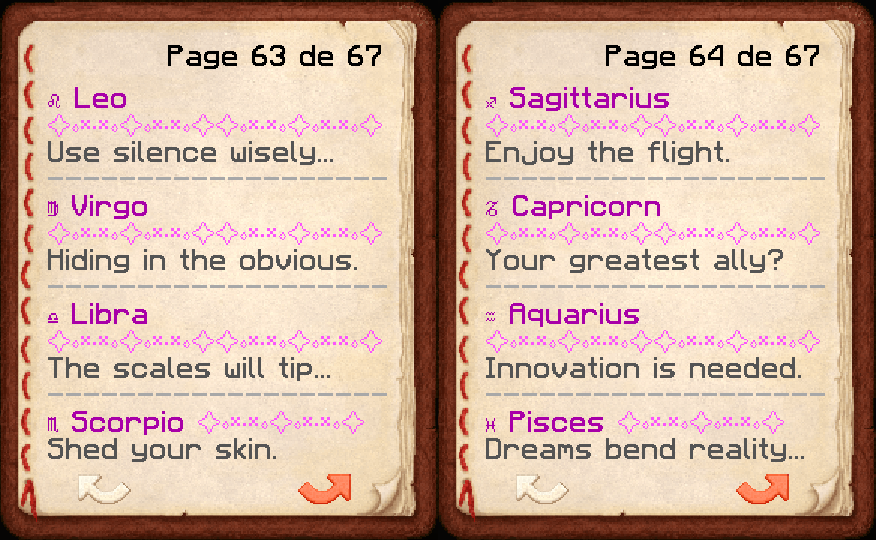 Page 63 de 67
♌ Leo
Use silence wisely...
♍ Virgo
Hiding in the obvious.
♎ Libra
The scales will tip...
♏ Scorpio
Shed your skin.
Page 64 de 67
♐ Sagittarius
Enjoy the flight.
♑ Capricorn
Your greatest ally?
♒ Aquarius
Innovation is needed.
♓ Pisces
Dreams bend reality...